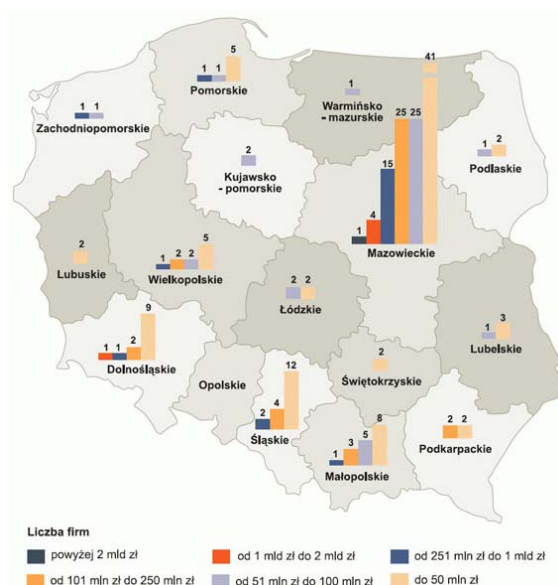 5
1 1
Pomorskie
1 1
Zachodniopomorskie
1
Warmińsko
- mazurskie
41
25 25
15
4
1
Mazowieckie
1 2
Podlaskie
2
Kujawsko
- pomorskie
2
Lubuskie
1 2 2 5
Wielkopolskie
2 2
Łódzkie
1 3
Lubelskie
9
1 1 2
Dolnośląskie
Opolskie
12
4
2
Śląskie
2
Świętokrzyskie
8
5
3
1
Małopolskie
2 2
Podkarpackie
Liczba firm
powyżej 2 mld zł
od 1 mld zł do 2 mld zł
od 251 mln zł do 1 mld zł
od 101 mln zł do 250 mln zł
od 51 mln zł do 100 mln zł
do 50 mln zł